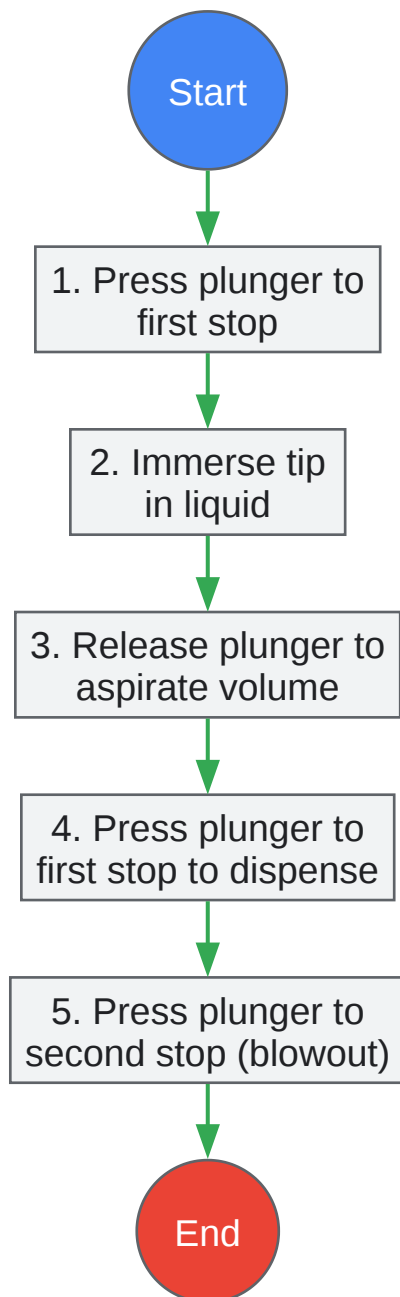 Start
1. Press plunger to
first stop
2. Immerse tip
in liquid
3. Release plunger to
aspirate volume
4. Press plunger to
first stop to dispense
5. Press plunger to
second stop (blowout)
End